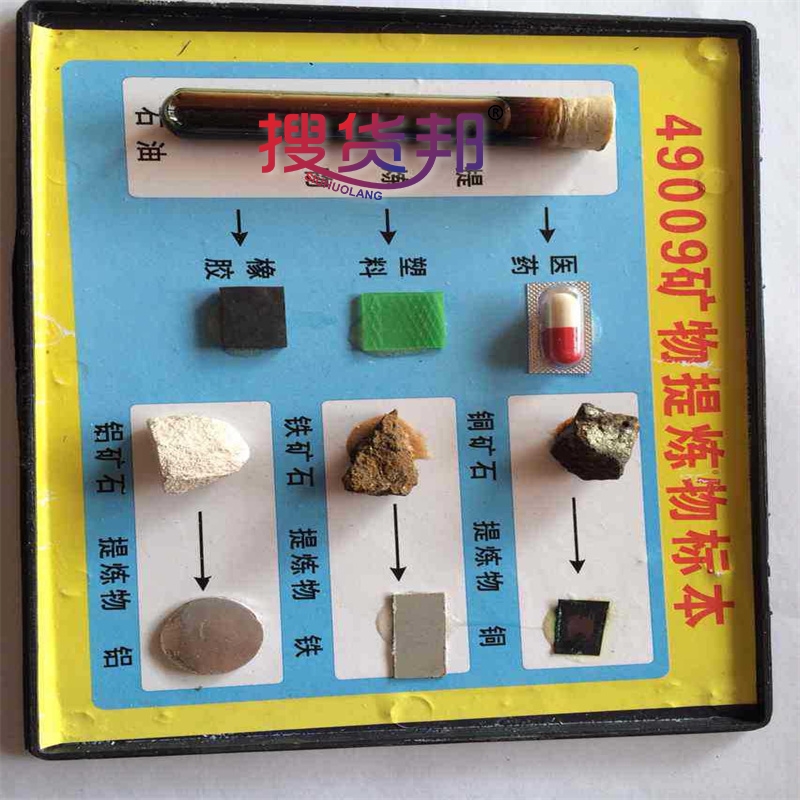 49009矿物提炼物标本
石油
提
炼
物
医
药
塑
料
橡
胶
铜矿石 提炼物 铜
铁矿石 提炼物 铁
铝矿石 提炼物 铝
搜货邦®